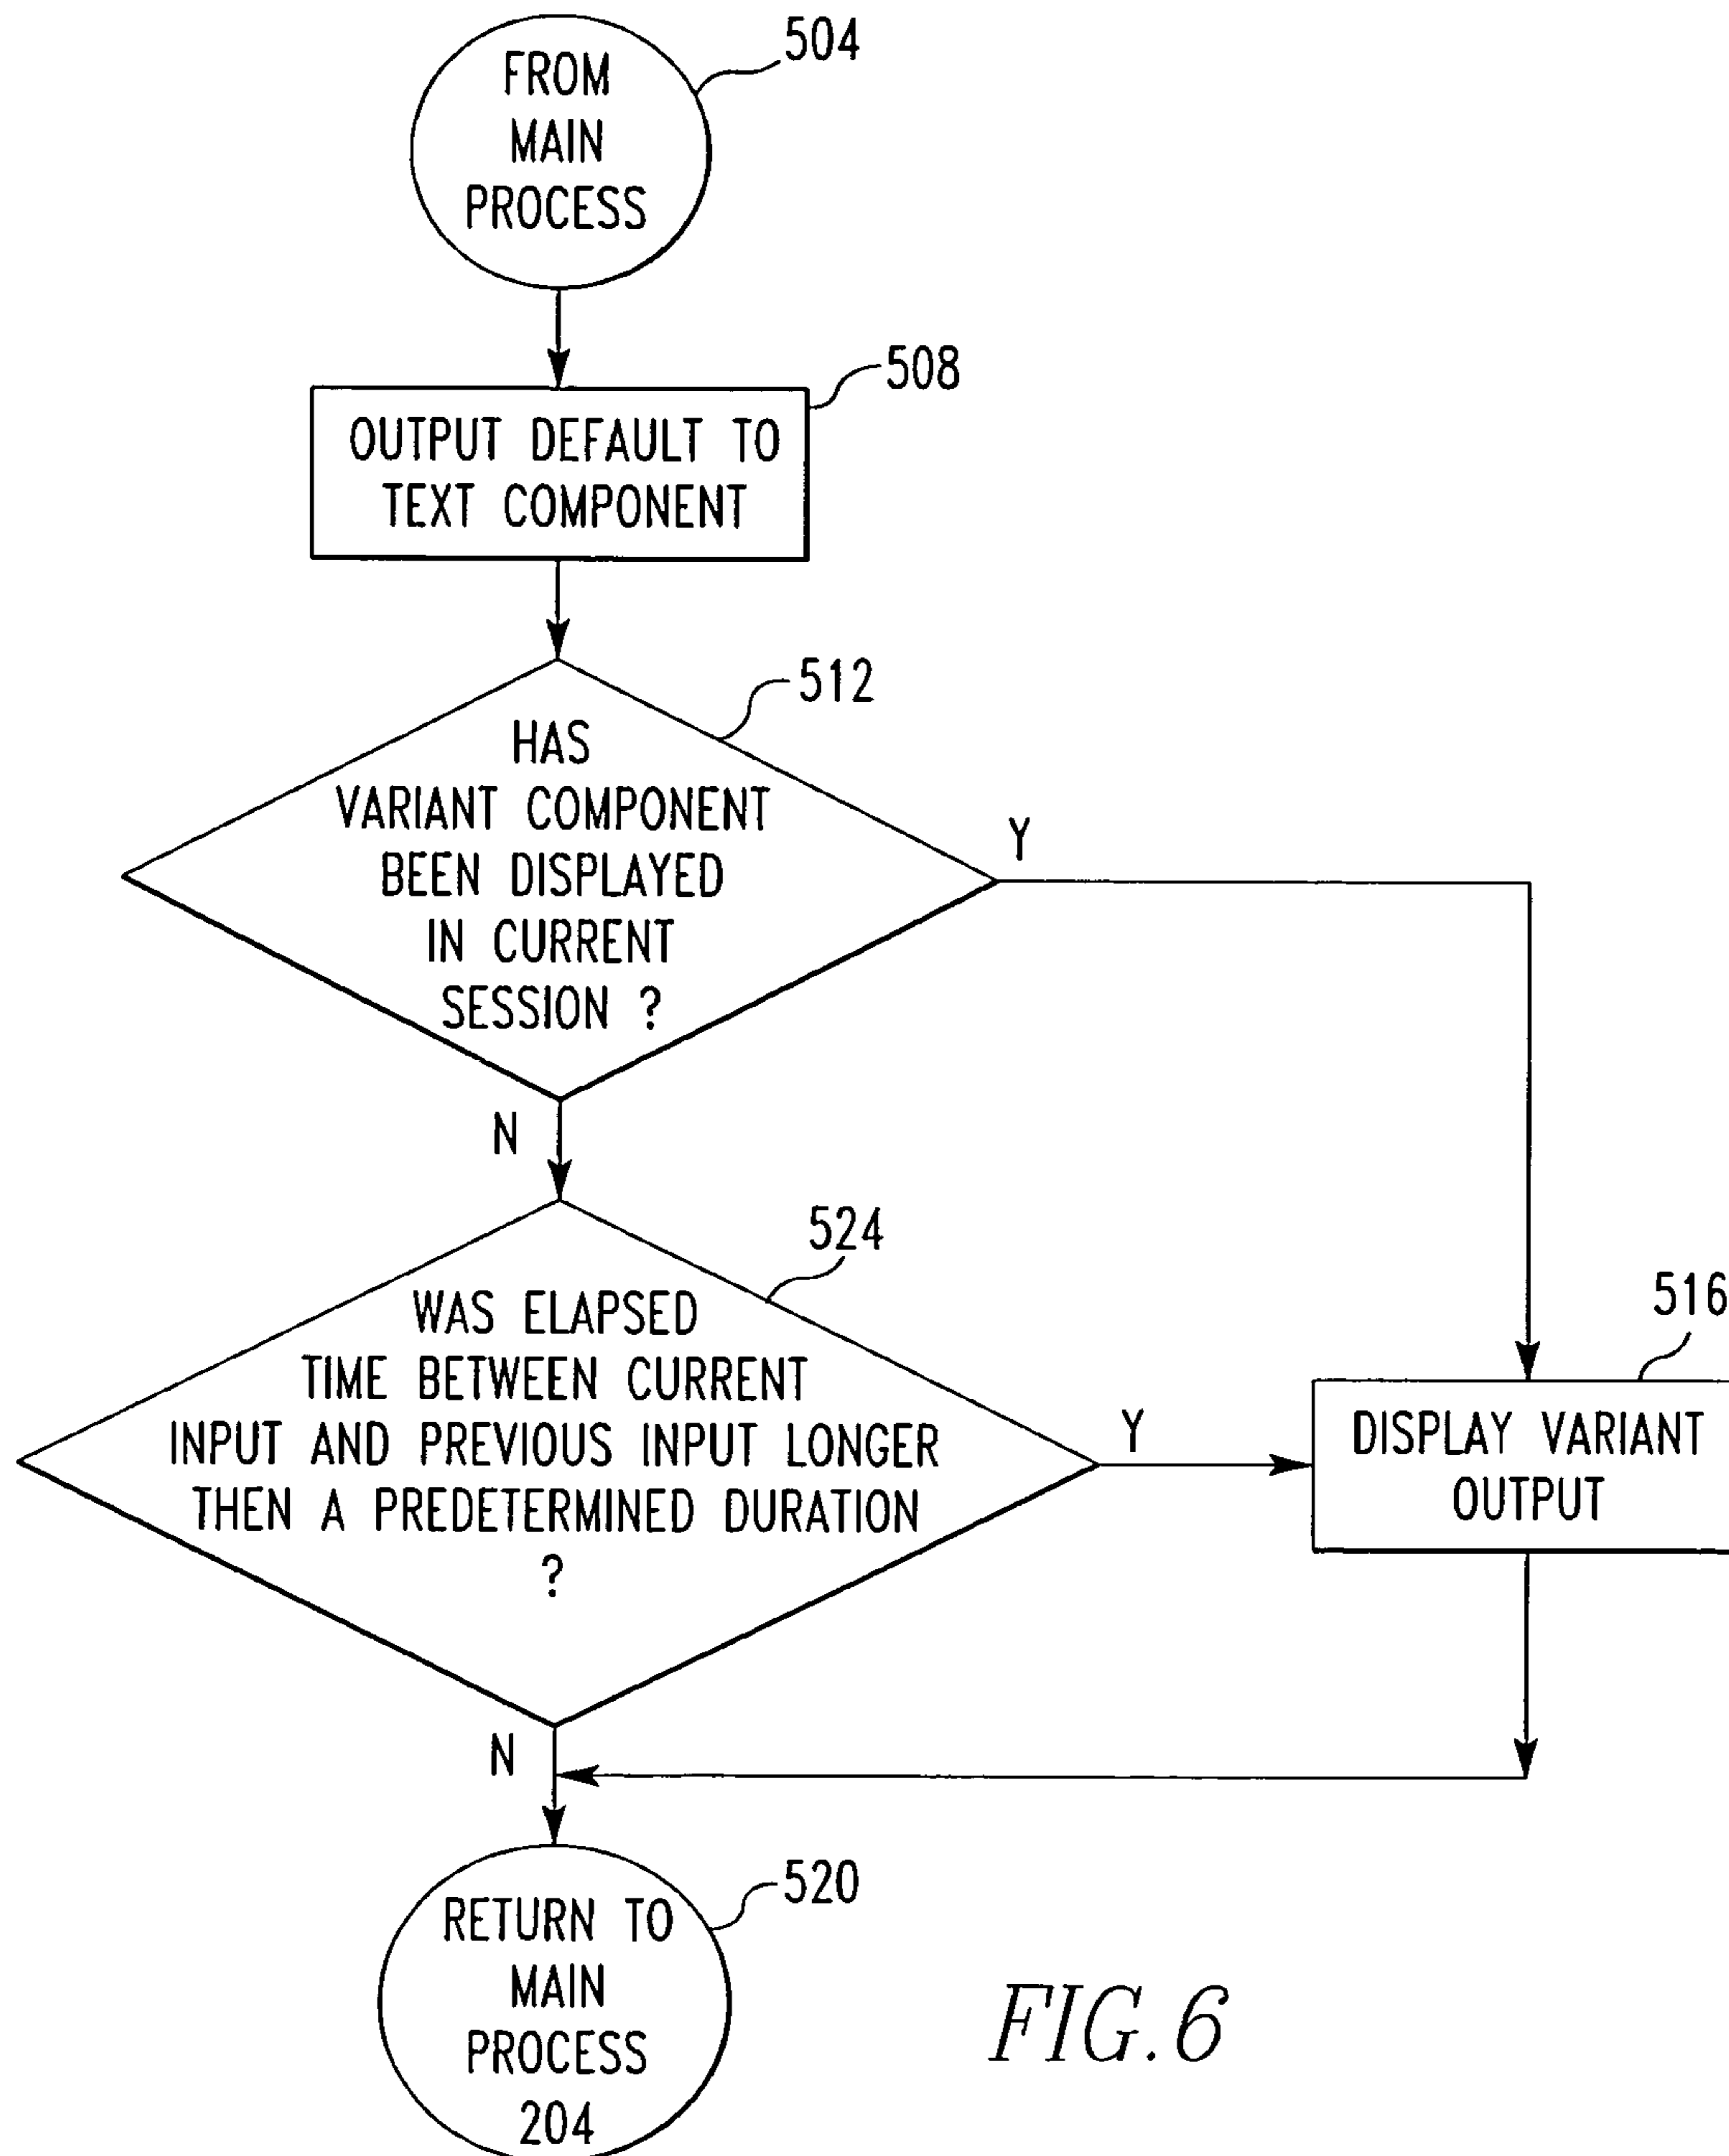 FROM
MAIN
PROCESS
504
OUTPUT DEFAULT TO
TEXT COMPONENT
508
HAS
VARIANT COMPONENT
BEEN DISPLAYED
IN CURRENT
SESSION ?
512
Y
N
WAS ELAPSED
TIME BETWEEN CURRENT
INPUT AND PREVIOUS INPUT LONGER
THEN A PREDETERMINED DURATION
?
524
Y
N
DISPLAY VARIANT
OUTPUT
516
RETURN TO
MAIN
PROCESS
204
520
FIG. 6